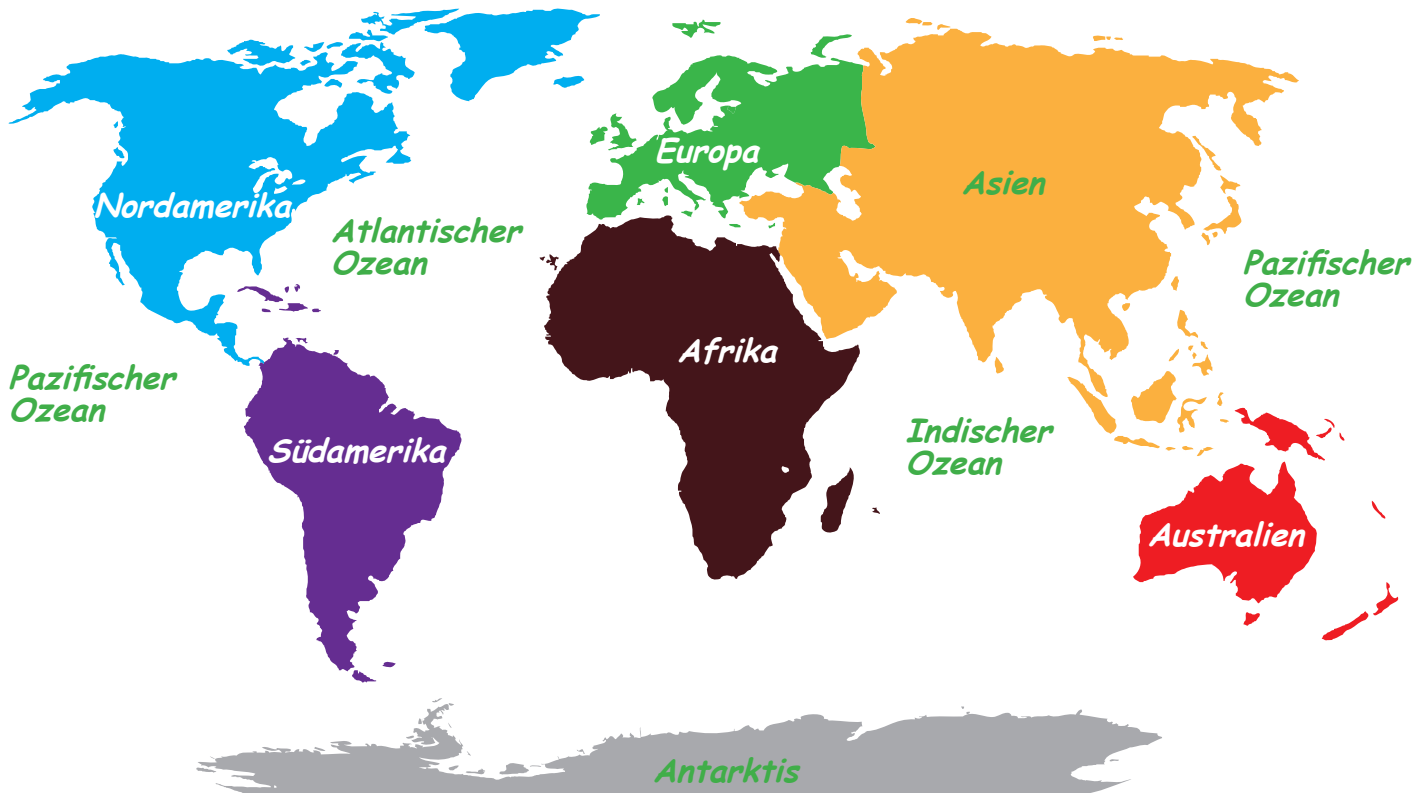 Europa
Asien
Nordamerika
Atlantischer
Ozean
Pazifischer
Ozean
Afrika
Pazifischer
Ozean
Indischer
Ozean
Südamerika
Australien
Antarktis